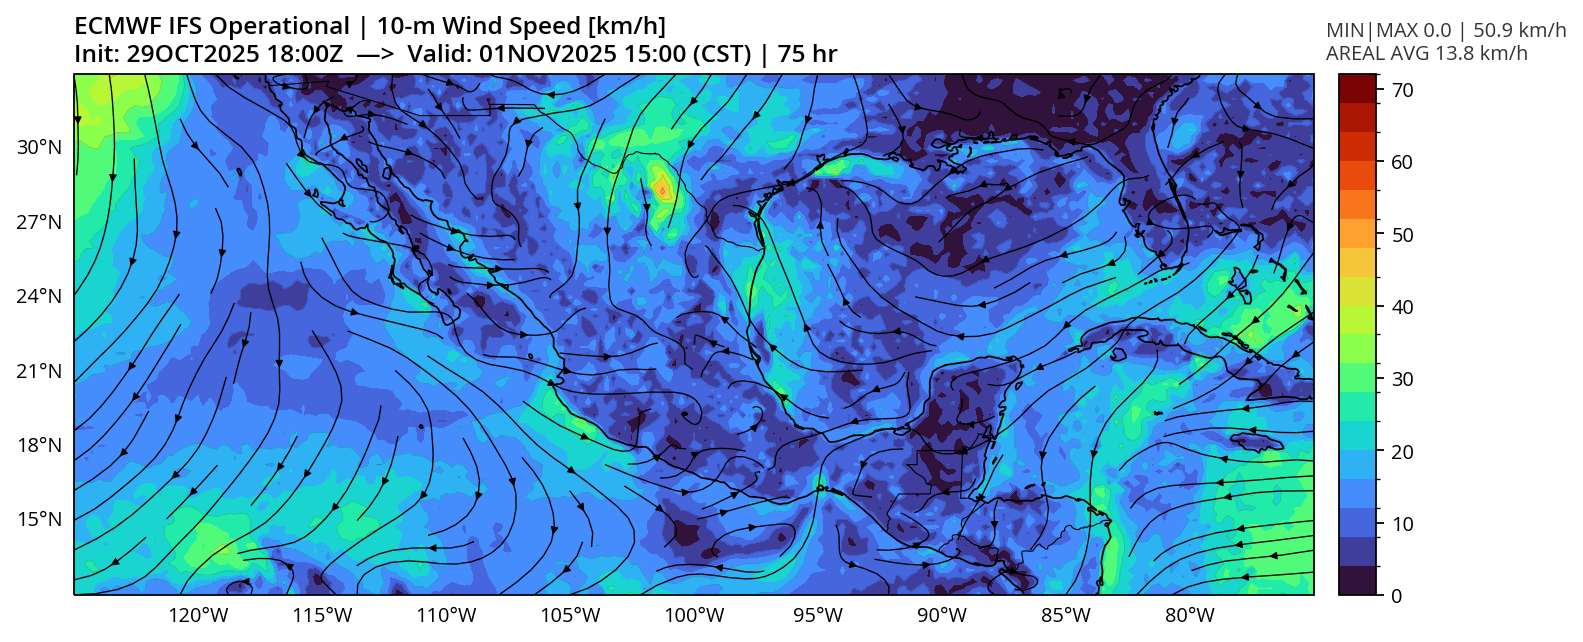 ECMWF IFS Operational | 10-m Wind Speed [km/h]
Init: 29OCT2025 18:00Z —> Valid: 01NOV2025 15:00 (CST) | 75 hr
MIN|MAX 0.0 | 50.9 km/h
AREAL AVG 13.8 km/h
30°N
27°N
24°N
21°N
18°N
15°N
120°W
115°W
110°W
105°W
100°W
95°W
90°W
85°W
80°W
70
60
50
40
30
20
10
0